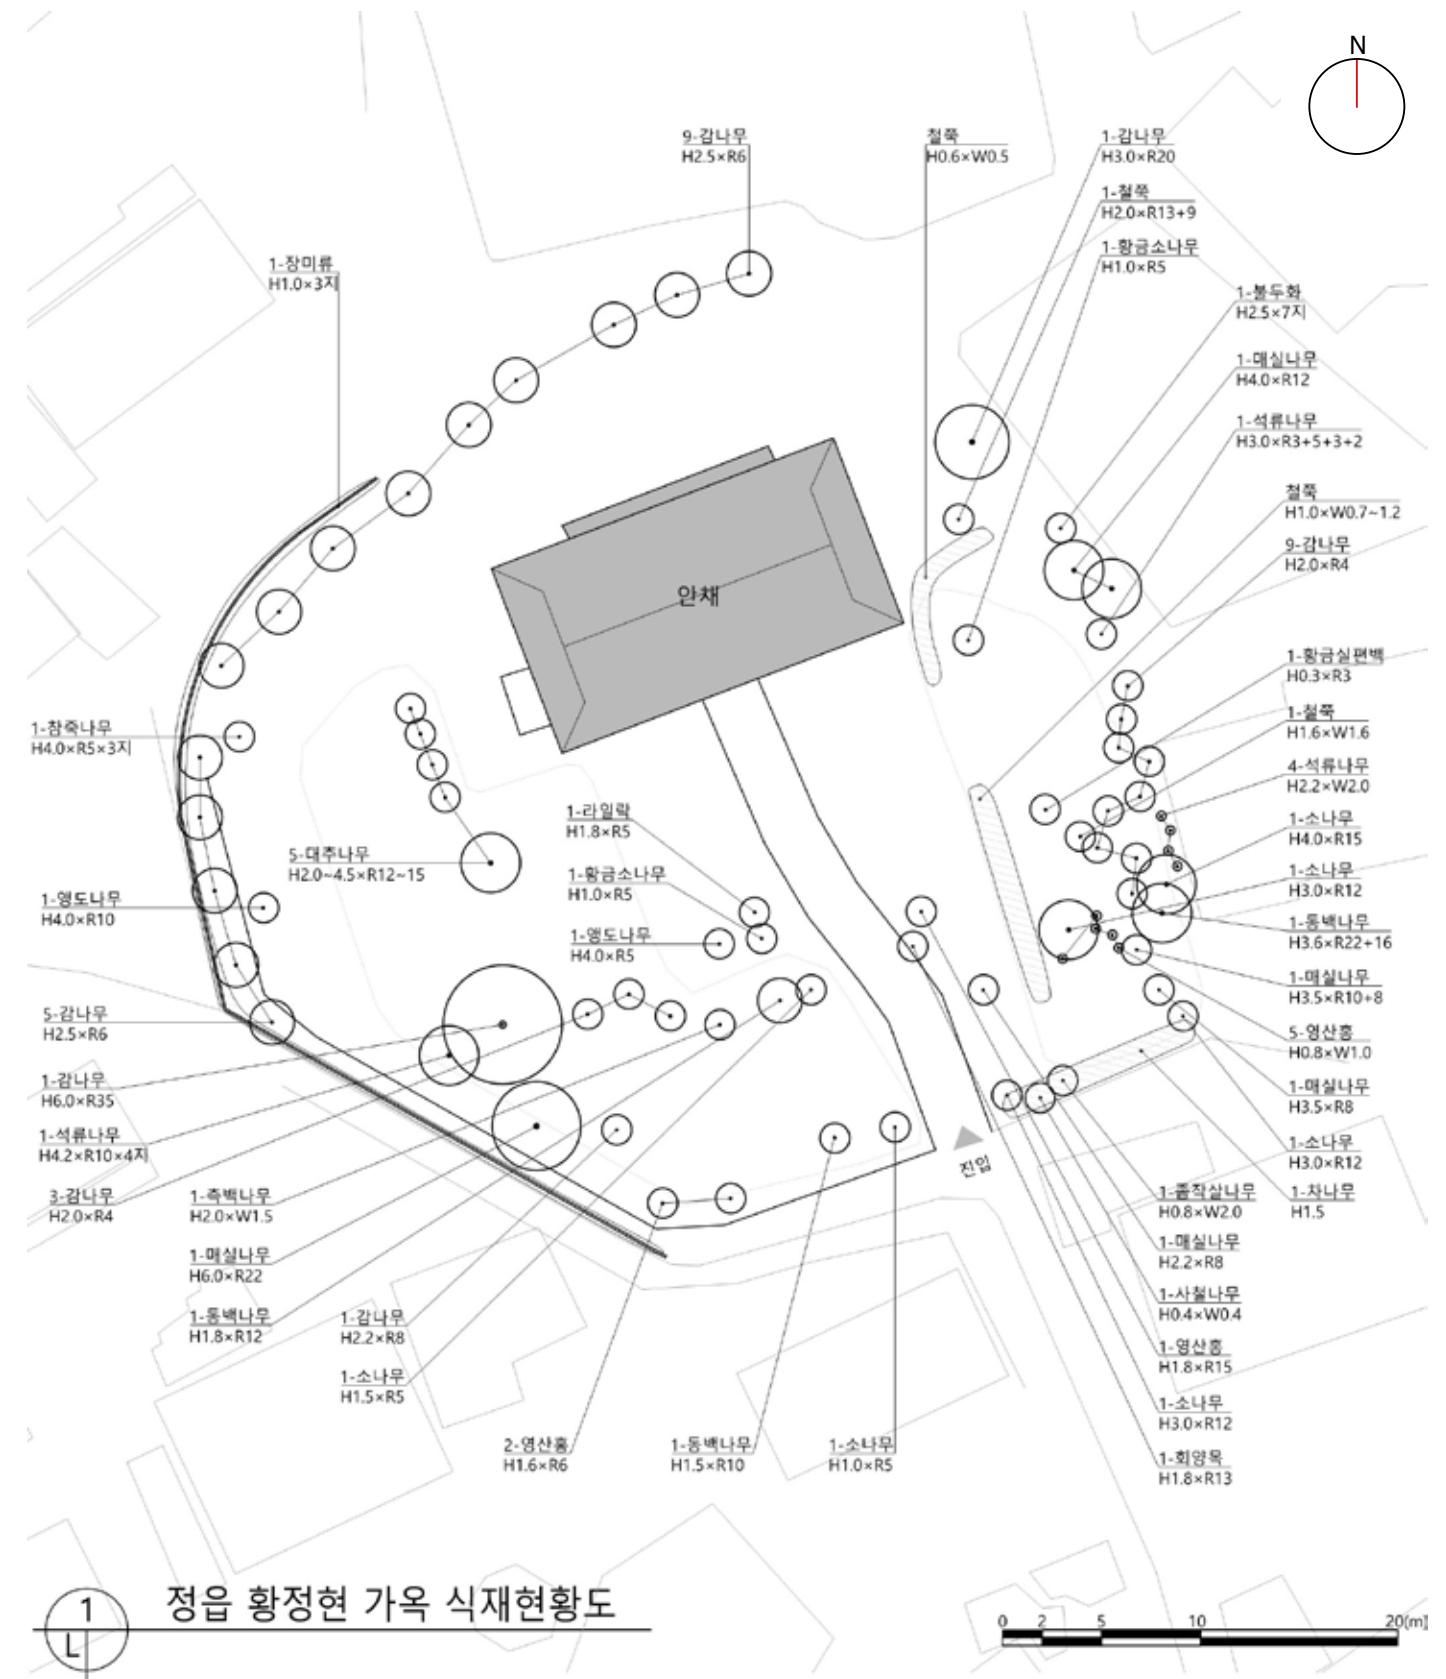 N
9-감나무
H2.5×R6
철쭉
H0.6×W0.5
1-감나무
H3.0×R20
1-철쭉
H2.0×R13+9
1-황금소나무
H1.0×R5
1-장미류
H1.0×3지
1-불두화
H2.5×7지
1-매실나무
H4.0×R12
1-석류나무
H3.0×R3+5+3+2
철쭉
H1.0×W0.7~1.2
9-감나무
H2.0×R4
안채
1-황금실편백
H0.3×R3
1-철쭉
H1.6×W1.6
4-석류나무
H2.2×W2.0
1-소나무
H4.0×R15
1-소나무
H3.0×R12
1-동백나무
H3.6×R22+16
1-매실나무
H3.5×R10+8
5-영산홍
H0.8×W1.0
1-매실나무
H3.5×R8
1-소나무
H3.0×R12
1-차나무
H1.5
1-참죽나무
H4.0×R5×3지
1-라일락
H1.8×R5
5-대추나무
H2.0~4.5×R12~15
1-황금소나무
H1.0×R5
1-앵도나무
H4.0×R10
1-앵도나무
H4.0×R5
5-감나무
H2.5×R6
1-감나무
H6.0×R35
1-석류나무
H4.2×R10×4지
3-감나무
H2.0×R4
1-측백나무
H2.0×W1.5
1-매실나무
H6.0×R22
1-동백나무
H1.8×R12
1-감나무
H2.2×R8
1-소나무
H1.5×R5
진입
1-좀작살나무
H0.8×W2.0
1-매실나무
H2.2×R8
1-사철나무
H0.4×W0.4
1-영산홍
H1.8×R15
1-소나무
H3.0×R12
1-회양목
H1.8×R13
2-영산홍
H1.6×R6
1-동백나무
H1.5×R10
1-소나무
H1.0×R5
1
L
정읍 황정현 가옥 식재현황도
0 2 5 10 20(m)